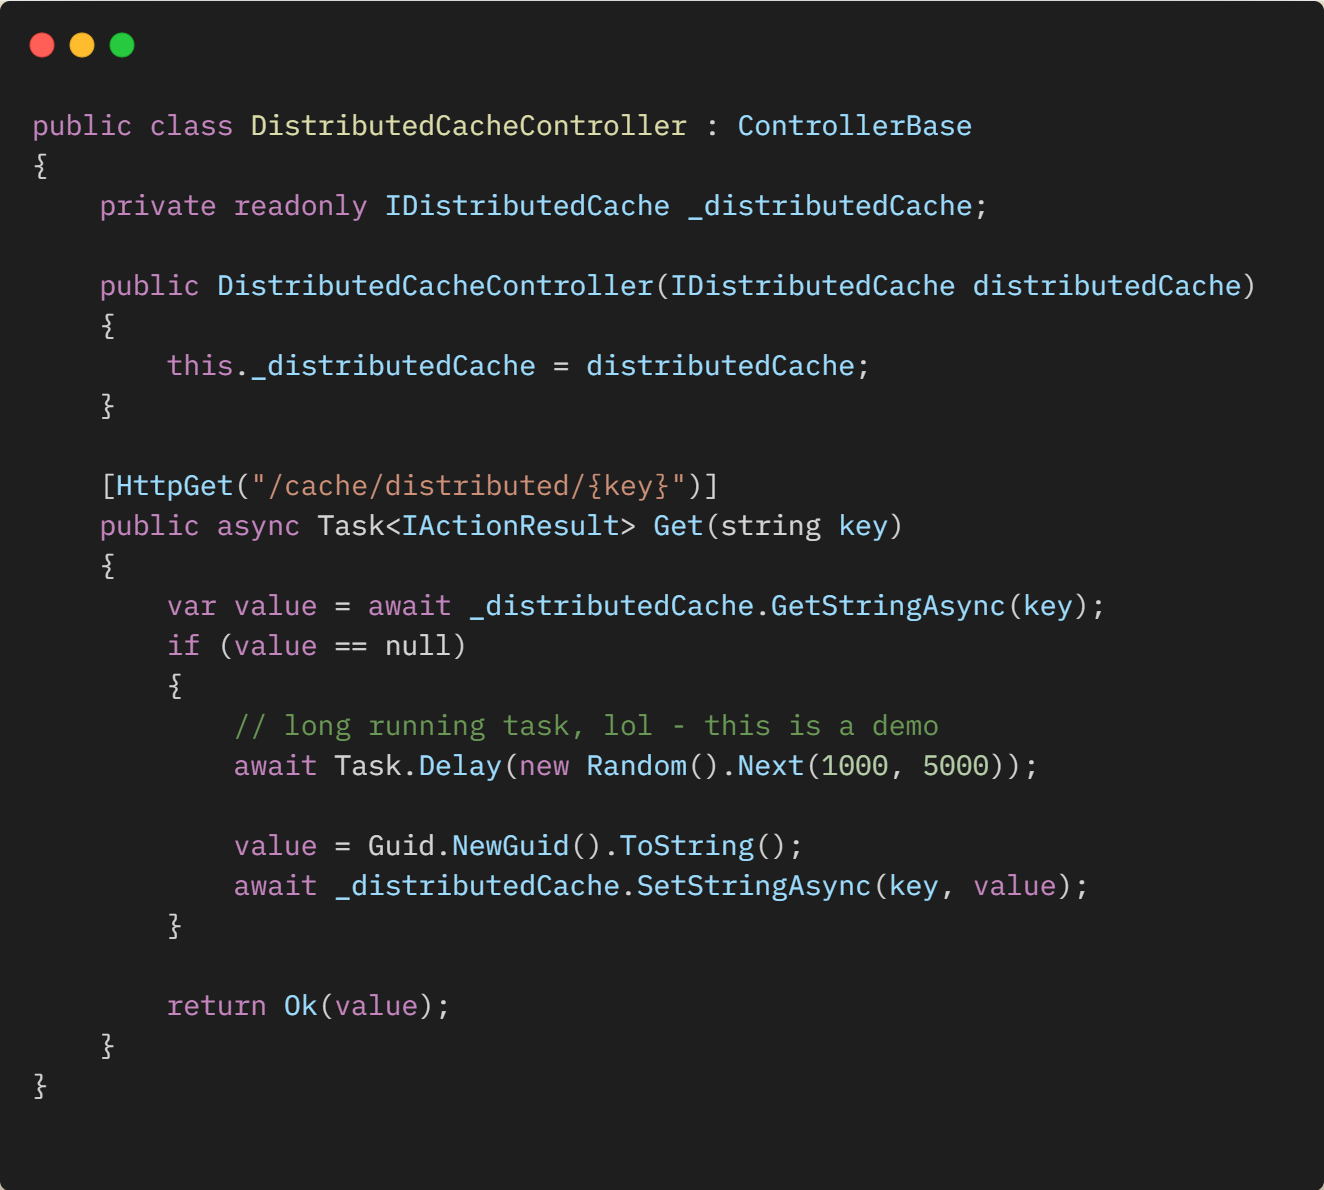 public class DistributedCacheController : ControllerBase
{
    private readonly IDistributedCache _distributedCache;

    public DistributedCacheController(IDistributedCache distributedCache)
    {
        this._distributedCache = distributedCache;
    }

    [HttpGet("/cache/distributed/{key}")]
    public async Task<IActionResult> Get(string key)
    {
        var value = await _distributedCache.GetStringAsync(key);
        if (value == null)
        {
            // long running task, lol - this is a demo
            await Task.Delay(new Random().Next(1000, 5000));

            value = Guid.NewGuid().ToString();
            await _distributedCache.SetStringAsync(key, value);
        }

        return Ok(value);
    }
}